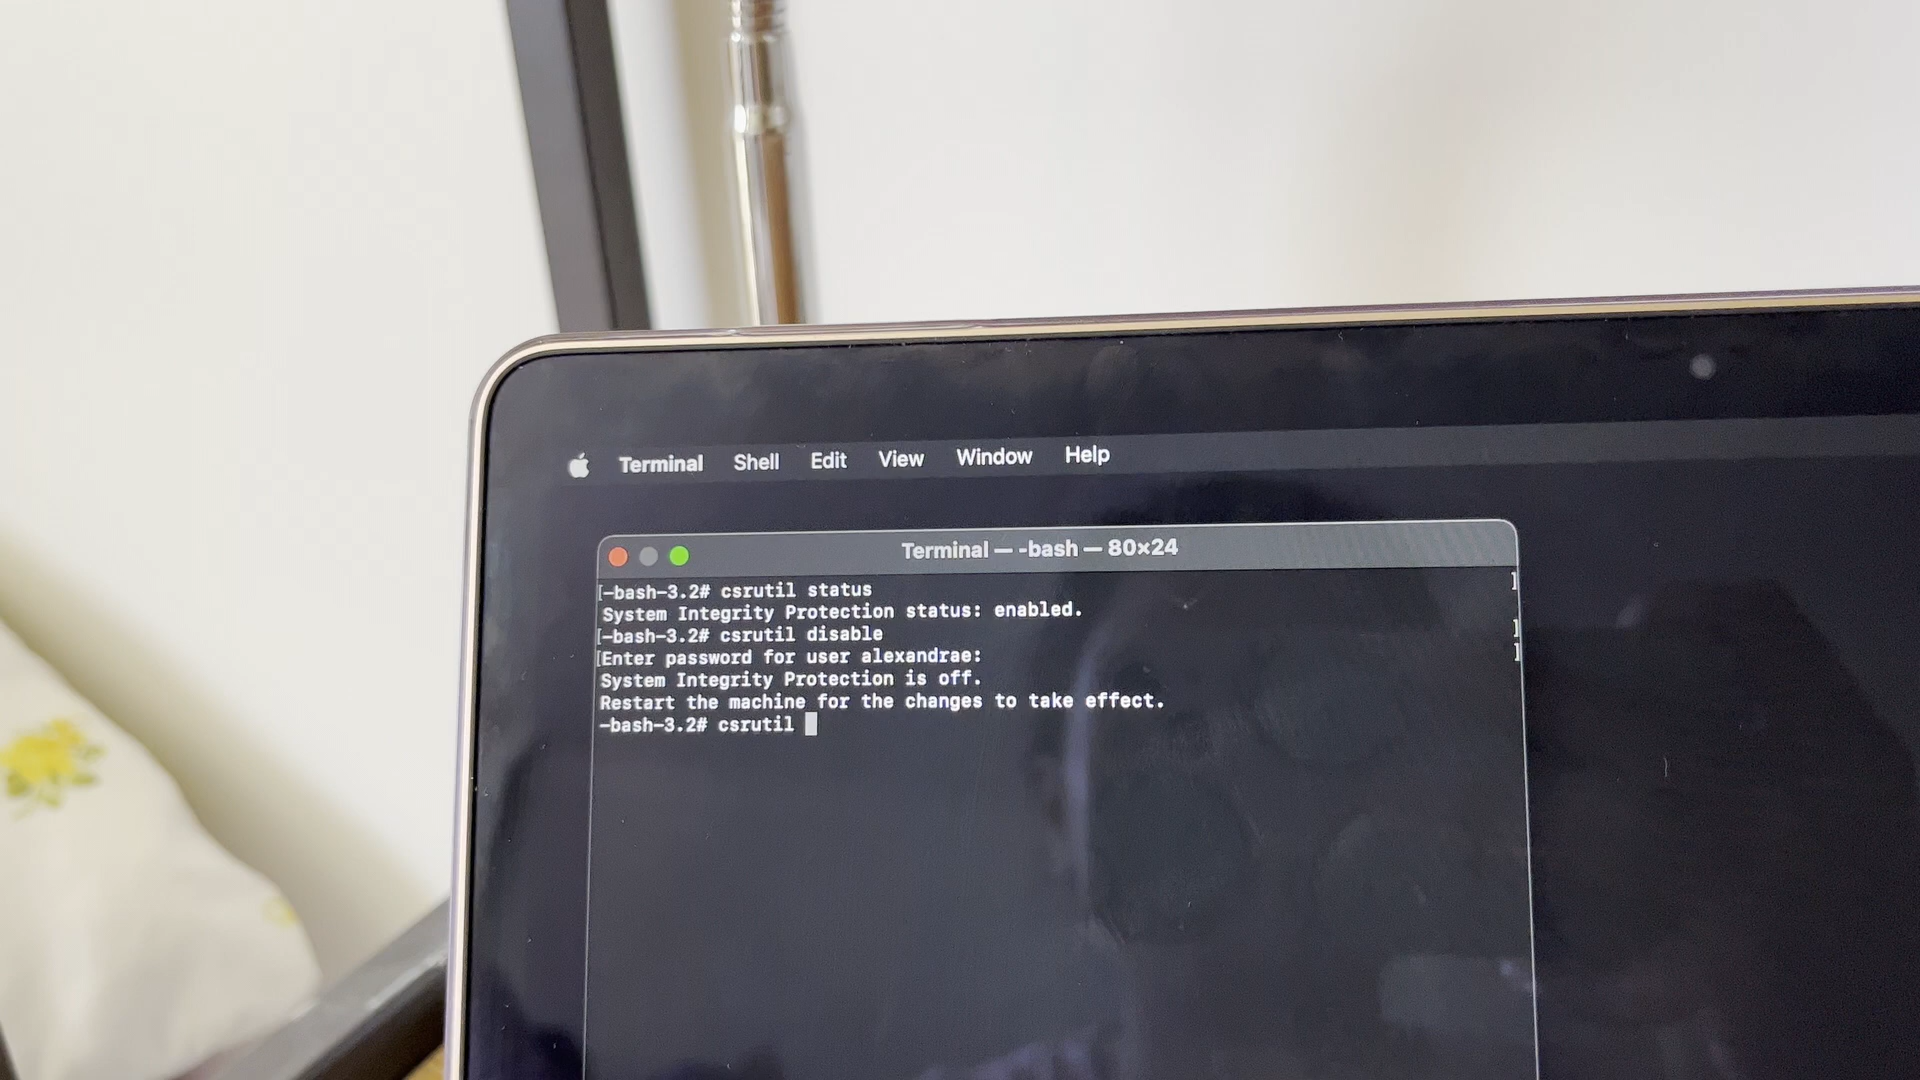 Terminal Shell Edit View Window Help
Terminal — -bash — 80×24
[-bash-3.2# csrutil status ]
System Integrity Protection status: enabled.
[-bash-3.2# csrutil disable ]
[Enter password for user alexandrae: ]
System Integrity Protection is off.
Restart the machine for the changes to take effect.
-bash-3.2# csrutil